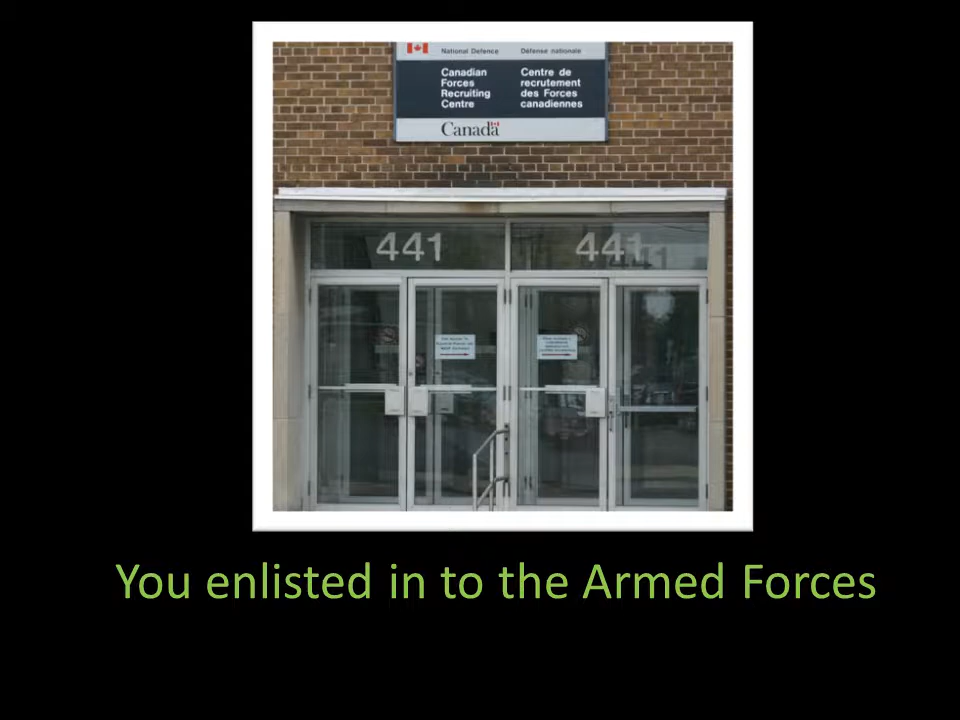 National Defence Défense nationale
Canadian Centre de
Forces recrutement
Recruiting des Forces
Centre canadiennes
Canada
441 441
You enlisted in to the Armed Forces